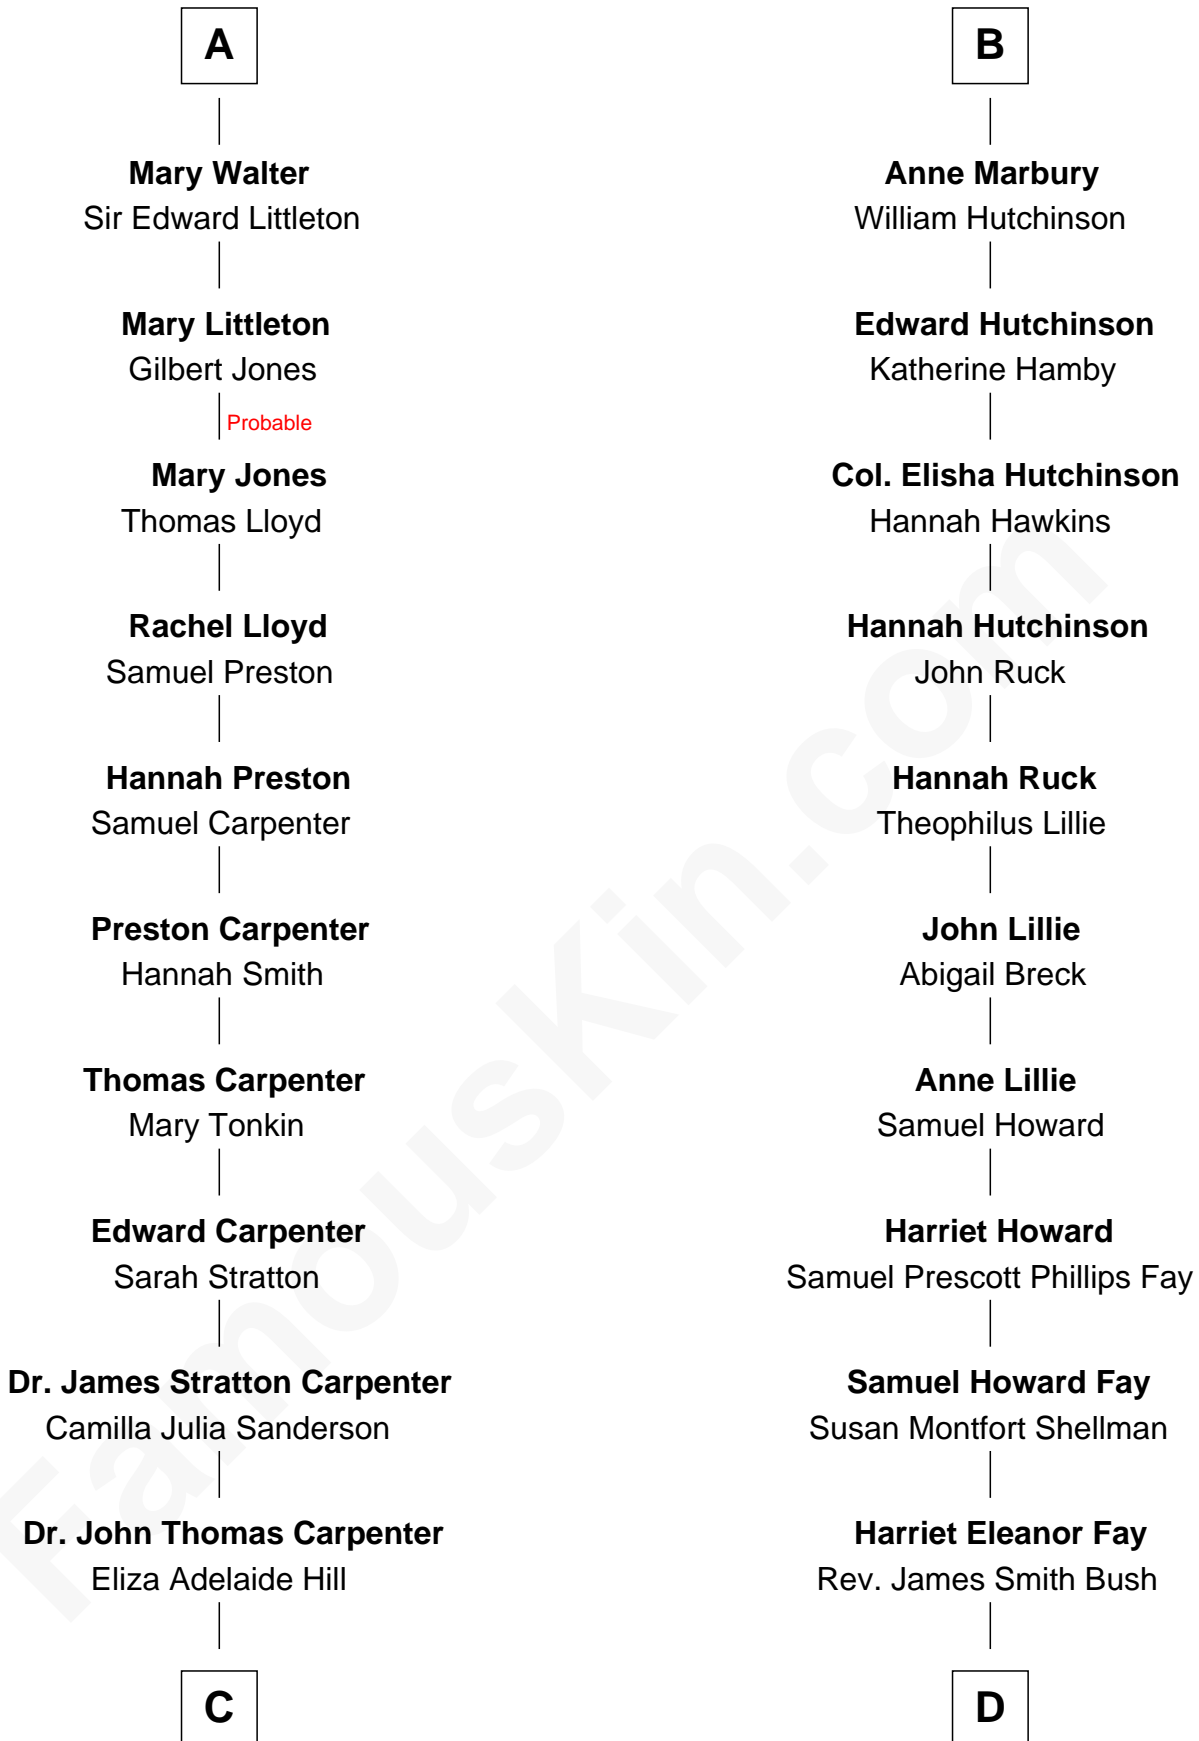 A
Mary Walter
Sir Edward Littleton
Mary Littleton
Gilbert Jones
Probable
Mary Jones
Thomas Lloyd
Rachel Lloyd
Samuel Preston
Hannah Preston
Samuel Carpenter
Preston Carpenter
Hannah Smith
Thomas Carpenter
Mary Tonkin
Edward Carpenter
Sarah Stratton
Dr. James Stratton Carpenter
Camilla Julia Sanderson
Dr. John Thomas Carpenter
Eliza Adelaide Hill
C
B
Anne Marbury
William Hutchinson
Edward Hutchinson
Katherine Hamby
Col. Elisha Hutchinson
Hannah Hawkins
Hannah Hutchinson
John Ruck
Hannah Ruck
Theophilus Lillie
John Lillie
Abigail Breck
Anne Lillie
Samuel Howard
Harriet Howard
Samuel Prescott Phillips Fay
Samuel Howard Fay
Susan Montfort Shellman
Harriet Eleanor Fay
Rev. James Smith Bush
D
FamousKin.com